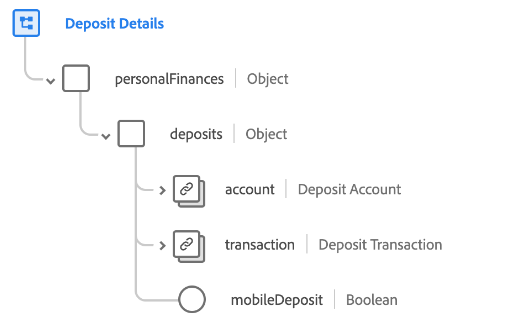 Deposit Details
personalFinances | Object
deposits | Object
account | Deposit Account
transaction | Deposit Transaction
mobileDeposit | Boolean